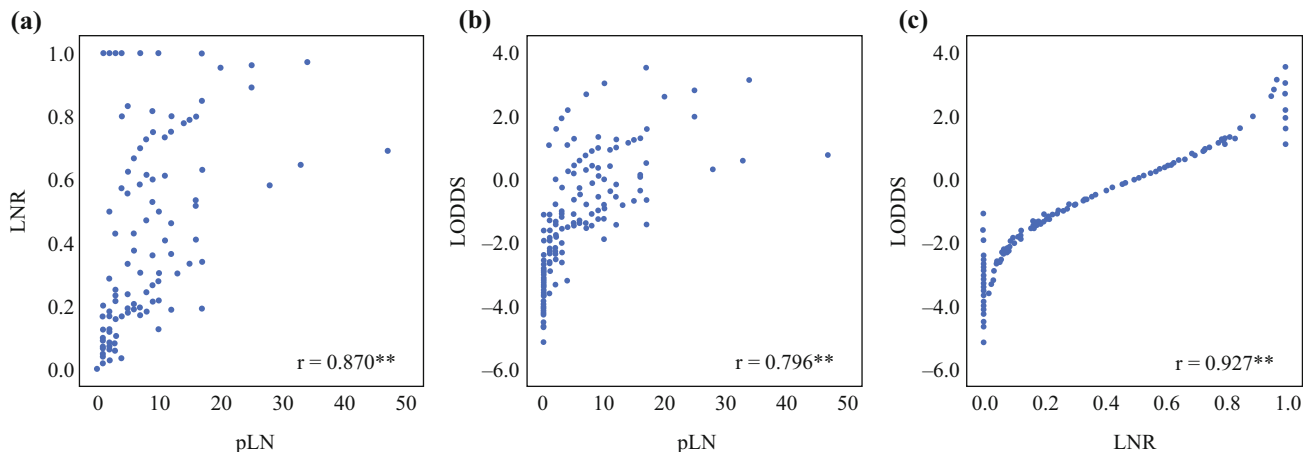 (a)
LNR
1.0
0.8
0.6
0.4
0.2
0.0
r = 0.870**
0 10 20 30 40 50
pLN
(b)
LODDS
4.0
2.0
0.0
–2.0
–4.0
–6.0
r = 0.796**
0 10 20 30 40 50
pLN
(c)
LODDS
4.0
2.0
0.0
–2.0
–4.0
–6.0
r = 0.927**
0.0 0.2 0.4 0.6 0.8 1.0
LNR